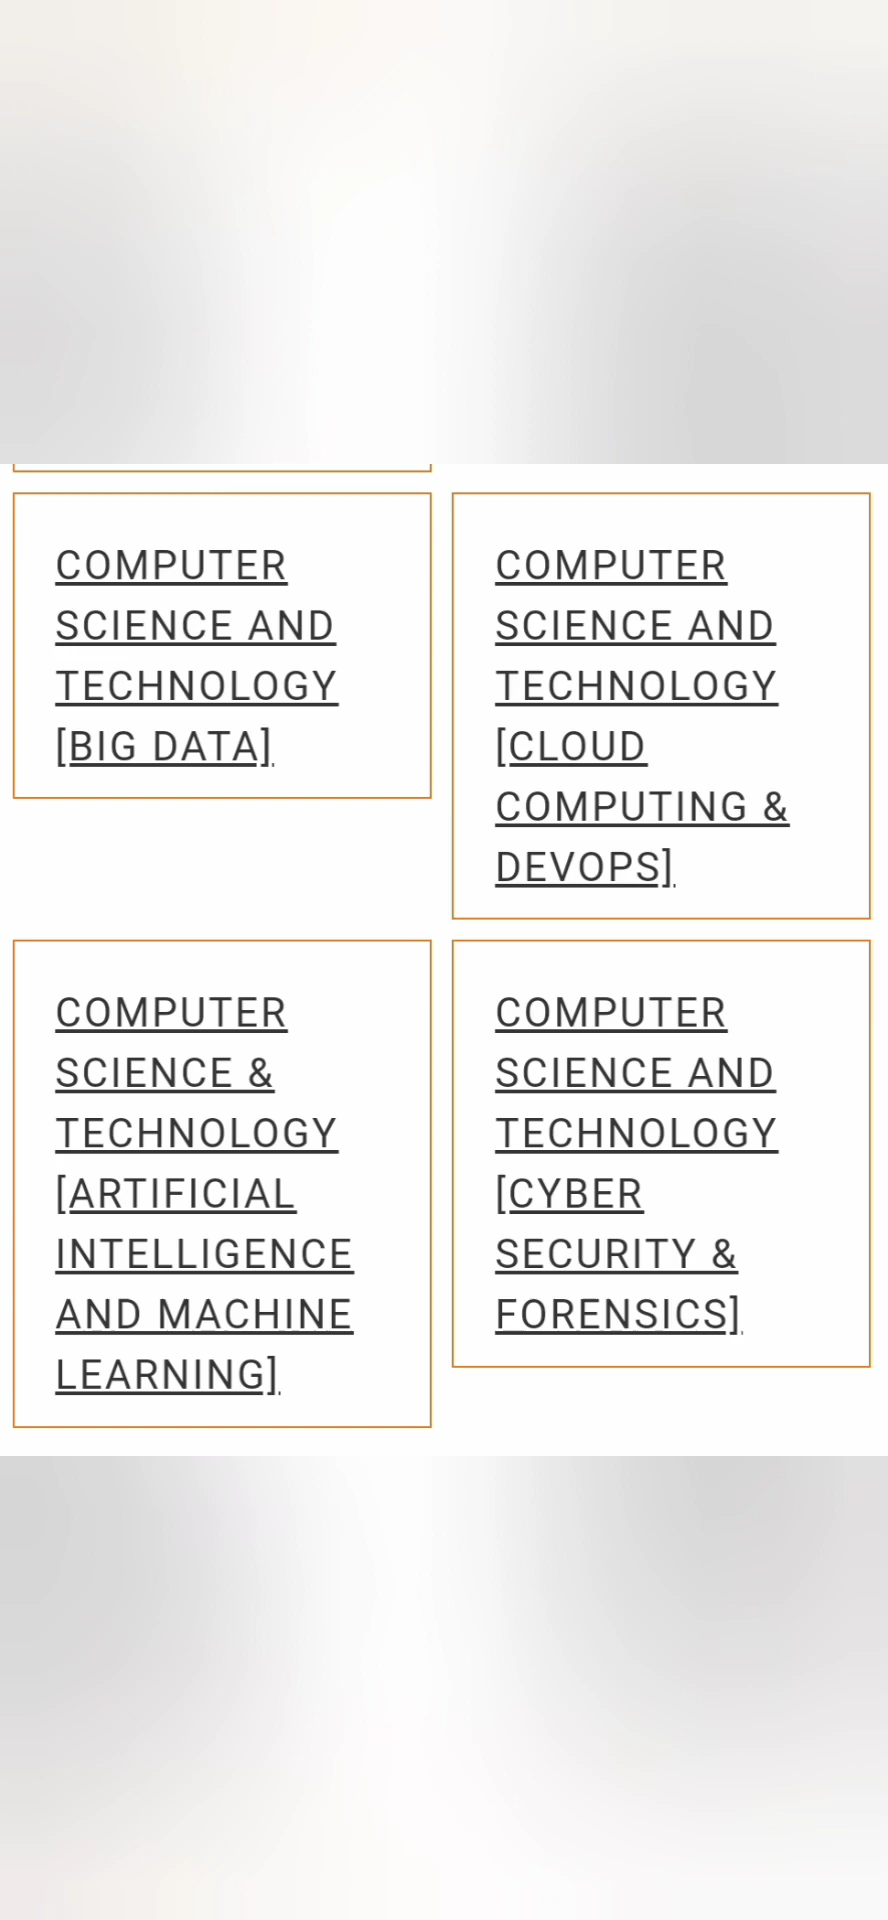 COMPUTER
SCIENCE AND
TECHNOLOGY
[BIG DATA].
COMPUTER
SCIENCE AND
TECHNOLOGY
[CLOUD
COMPUTING &
DEVOPS].
COMPUTER
SCIENCE &
TECHNOLOGY
[ARTIFICIAL
INTELLIGENCE
AND MACHINE
LEARNING].
COMPUTER
SCIENCE AND
TECHNOLOGY
[CYBER
SECURITY &
FORENSICS].